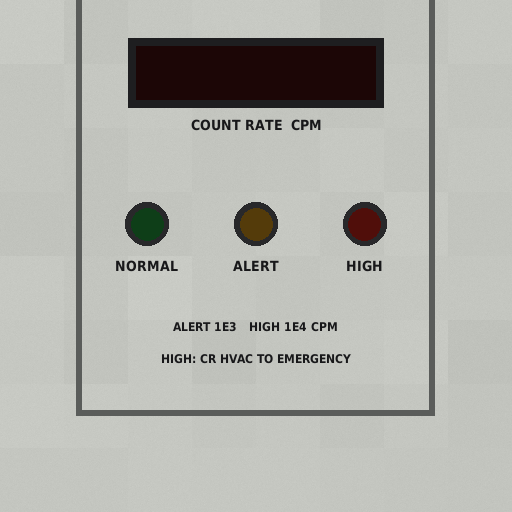 COUNT RATE  CPM
NORMAL ALERT HIGH
ALERT 1E3   HIGH 1E4 CPM
HIGH: CR HVAC TO EMERGENCY